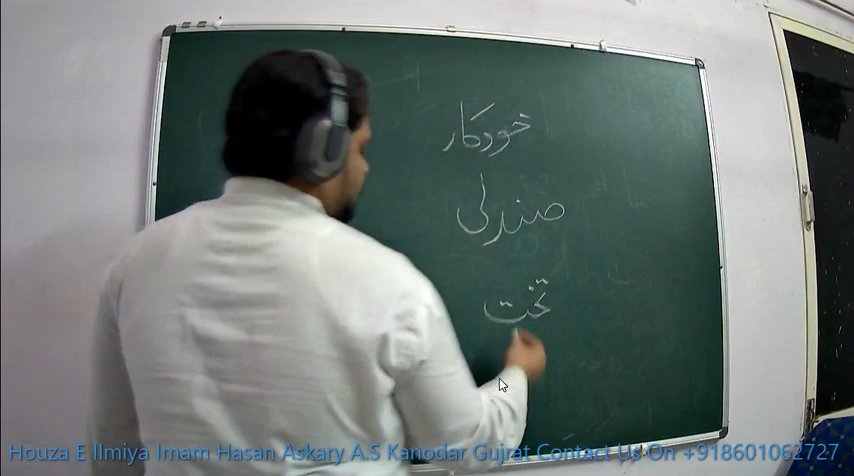 خودکار
صندلی
تخت
Houza E Ilmiya Imam Hasan Askary A.S Kanodar Gujrat Contact Us On +918601062727